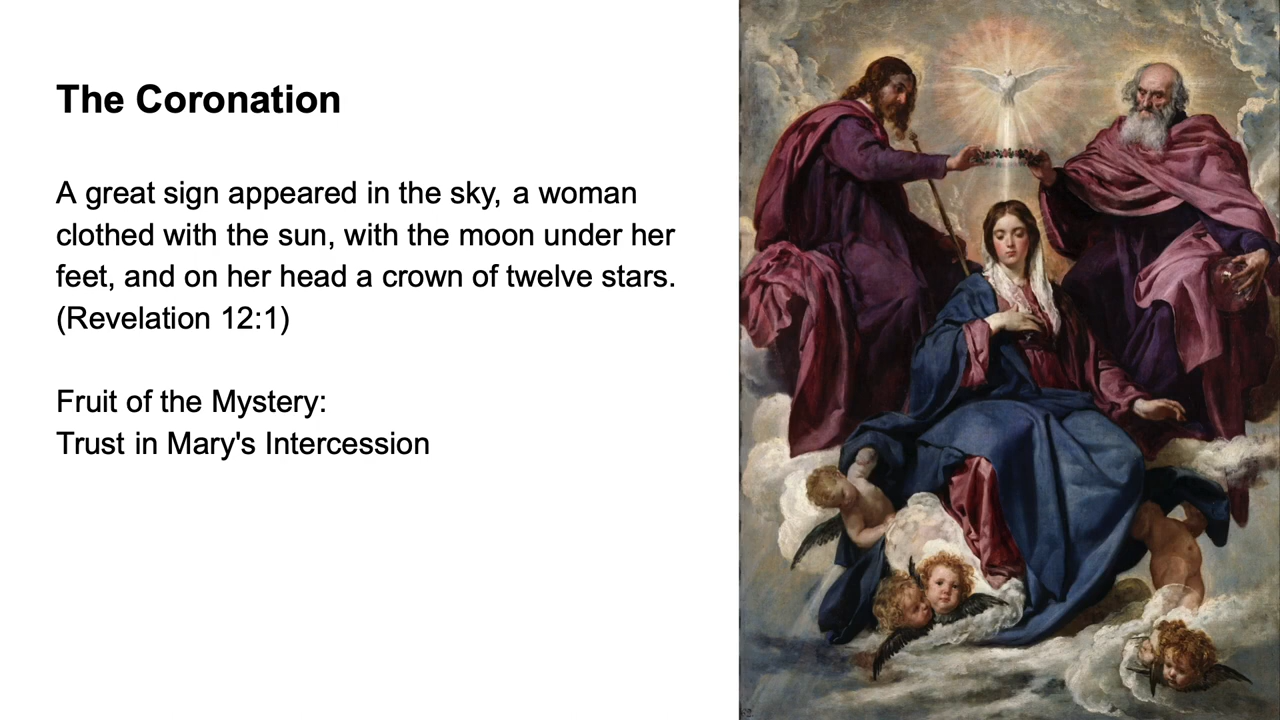 The Coronation
A great sign appeared in the sky, a woman
clothed with the sun, with the moon under her
feet, and on her head a crown of twelve stars.
(Revelation 12:1)
Fruit of the Mystery:
Trust in Mary's Intercession